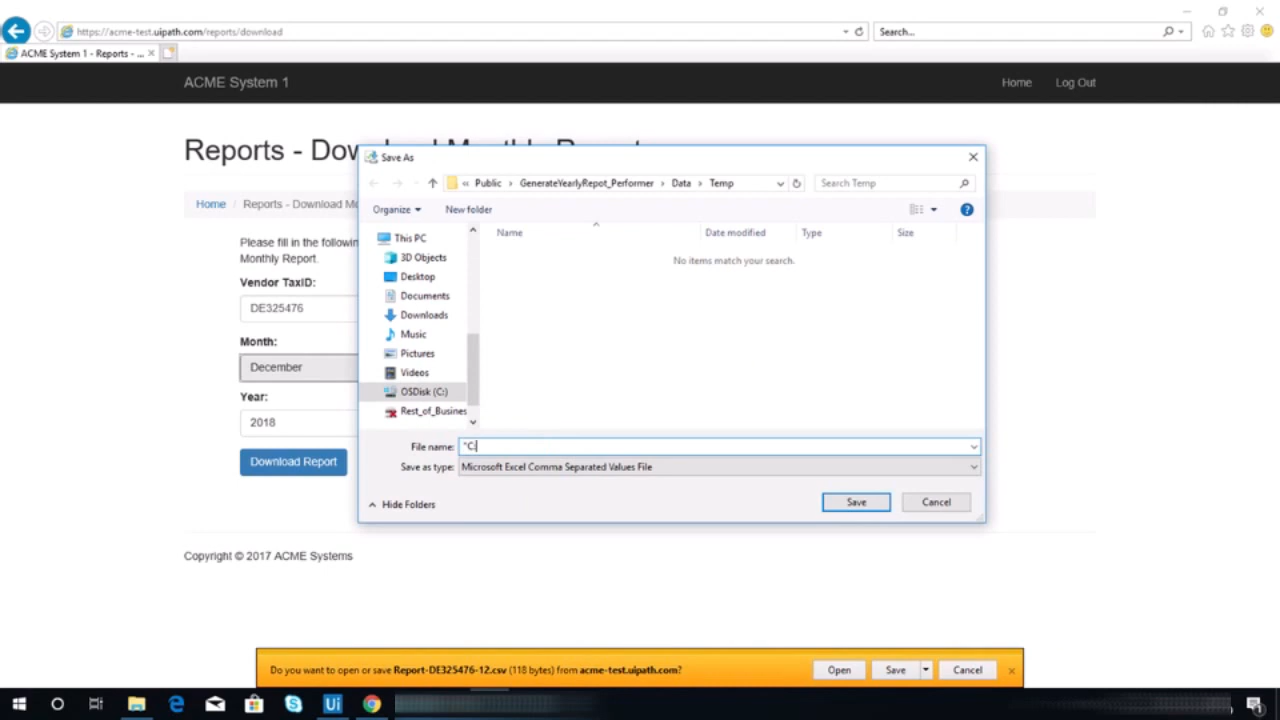 https://acme-test.uipath.com/reports/download
Search...
ACME System 1 - Reports - ...
ACME System 1
Home
Log Out
Reports - Dow
Home / Reports - Download Mo
Please fill in the followin
Monthly Report.
Vendor TaxID:
DE325476
Month:
December
Year:
2018
Download Report
Copyright © 2017 ACME Systems
Save As
« Public › GenerateYearlyRepot_Performer › Data › Temp
Search Temp
Organize
New folder
Name
Date modified
Type
Size
No items match your search.
This PC
3D Objects
Desktop
Documents
Downloads
Music
Pictures
Videos
OSDisk (C:)
Rest_of_Busines
File name: "C:
Save as type: Microsoft Excel Comma Separated Values File
Hide Folders
Save
Cancel
Do you want to open or save Report-DE325476-12.csv (118 bytes) from acme-test.uipath.com?
Open
Save
Cancel
Ui
1